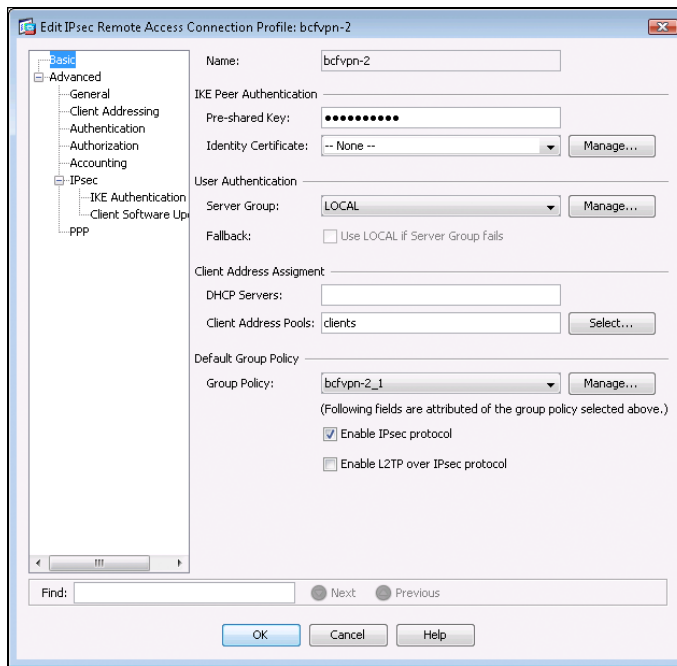 Edit IPsec Remote Access Connection Profile: bcfvpn-2
Basic
Advanced
General
Client Addressing
Authentication
Authorization
Accounting
IPsec
IKE Authentication
Client Software Up
PPP
Name: bcfvpn-2
IKE Peer Authentication
Pre-shared Key: ●●●●●●●●●●
Identity Certificate: -- None -- Manage...
User Authentication
Server Group: LOCAL Manage...
Fallback: Use LOCAL if Server Group fails
Client Address Assigment
DHCP Servers:
Client Address Pools: clients Select...
Default Group Policy
Group Policy: bcfvpn-2_1 Manage...
(Following fields are attributed of the group policy selected above.)
Enable IPsec protocol
Enable L2TP over IPsec protocol
Find: Next Previous
OK Cancel Help